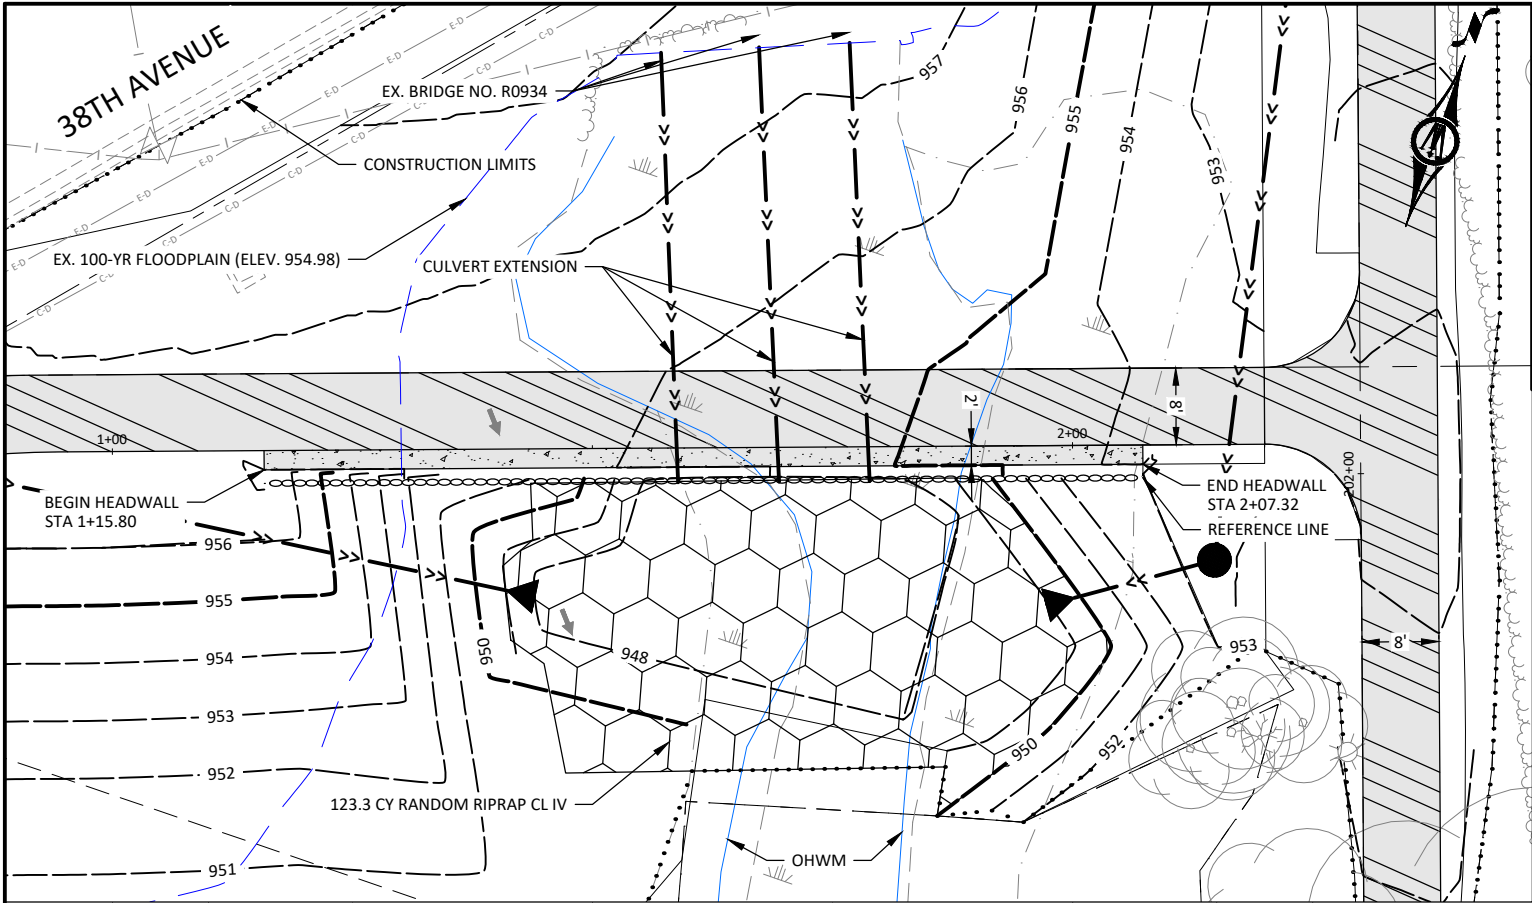 38TH AVENUE
EX. BRIDGE NO. R0934
CONSTRUCTION LIMITS
EX. 100-YR FLOODPLAIN (ELEV. 954.98)
CULVERT EXTENSION
957
956
955
954
953
E-D
E-D
E-D
E-D
E-D
E-D
C-D
C-D
C-D
C-D
C-D
C-D
1+00
2'
2+00
8'
BEGIN HEADWALL
STA 1+15.80
END HEADWALL
STA 2+07.32
REFERENCE LINE
202+00
956
955
954
953
952
951
950
948
950
952
953
8'
123.3 CY RANDOM RIPRAP CL IV
OHWM